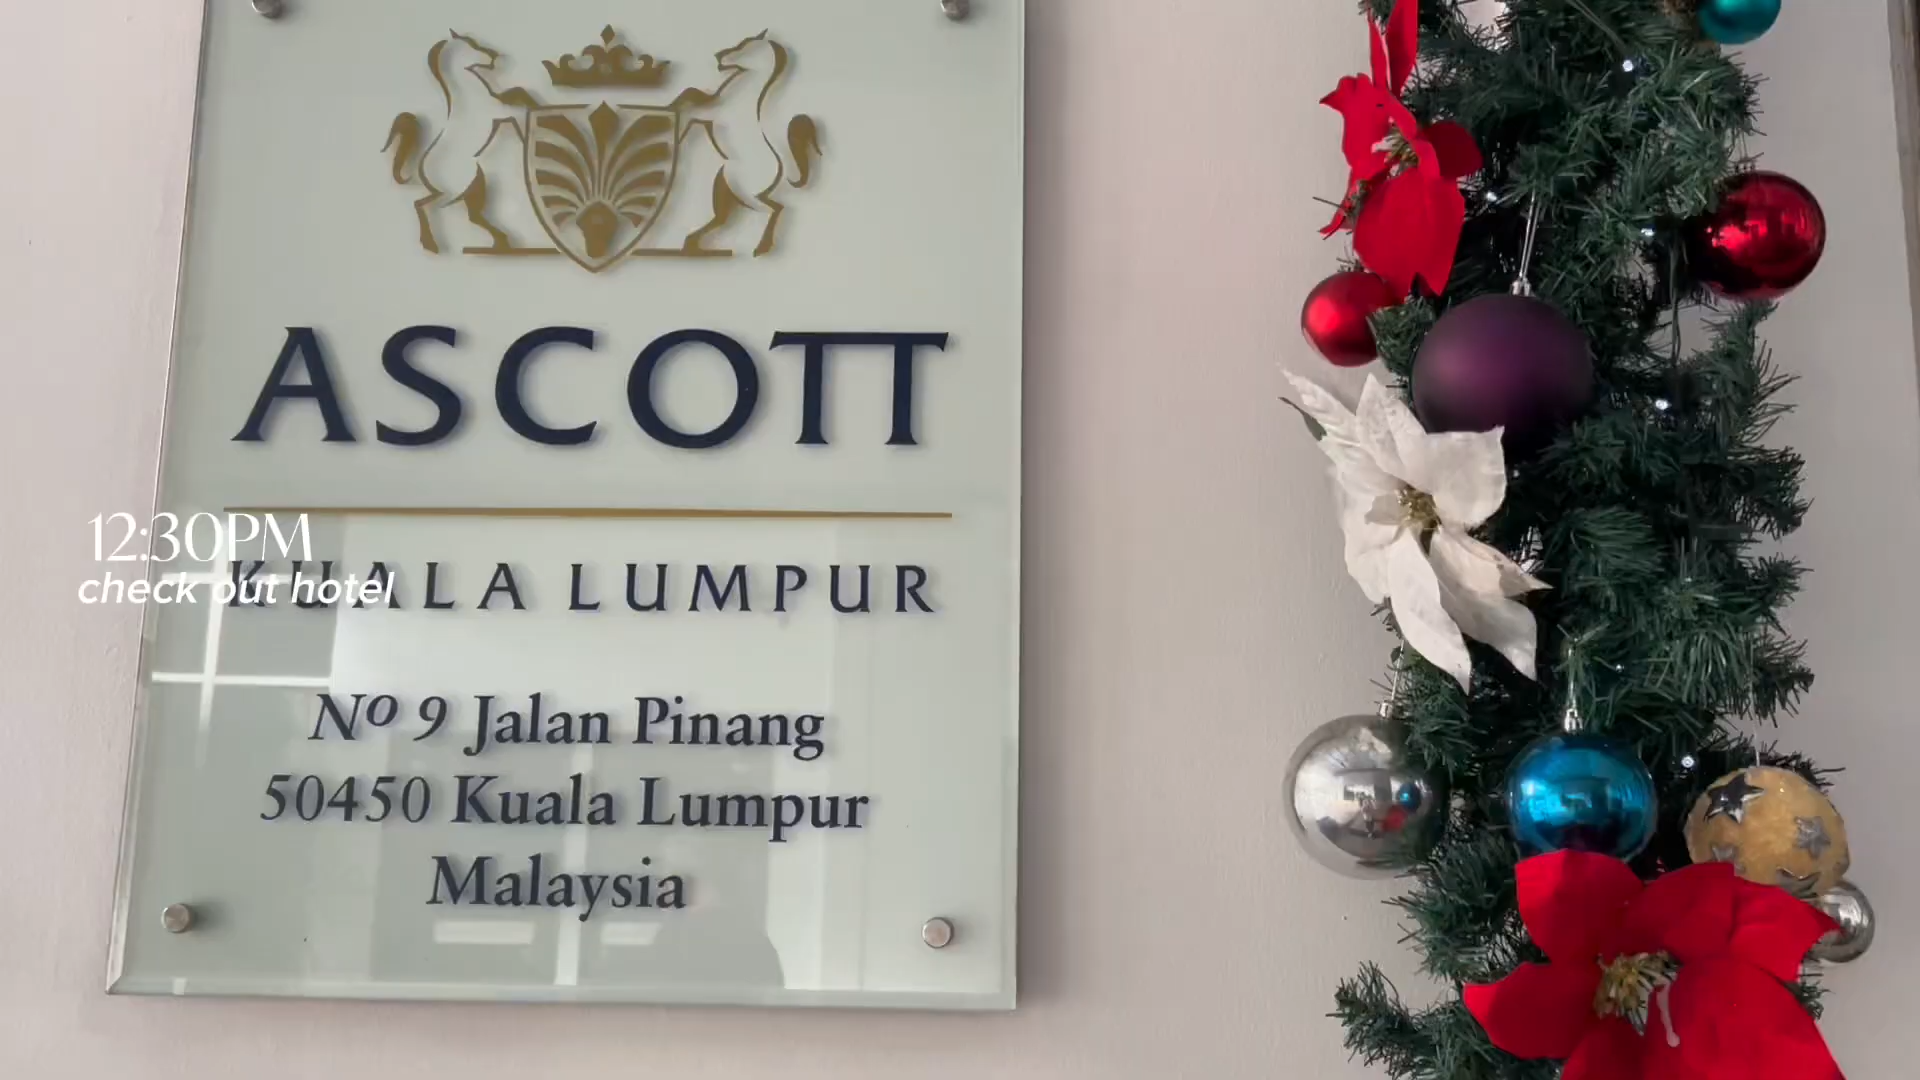 ASCOTT
12:30PM
check out hotel
KUALA LUMPUR
Nº 9 Jalan Pinang
50450 Kuala Lumpur
Malaysia